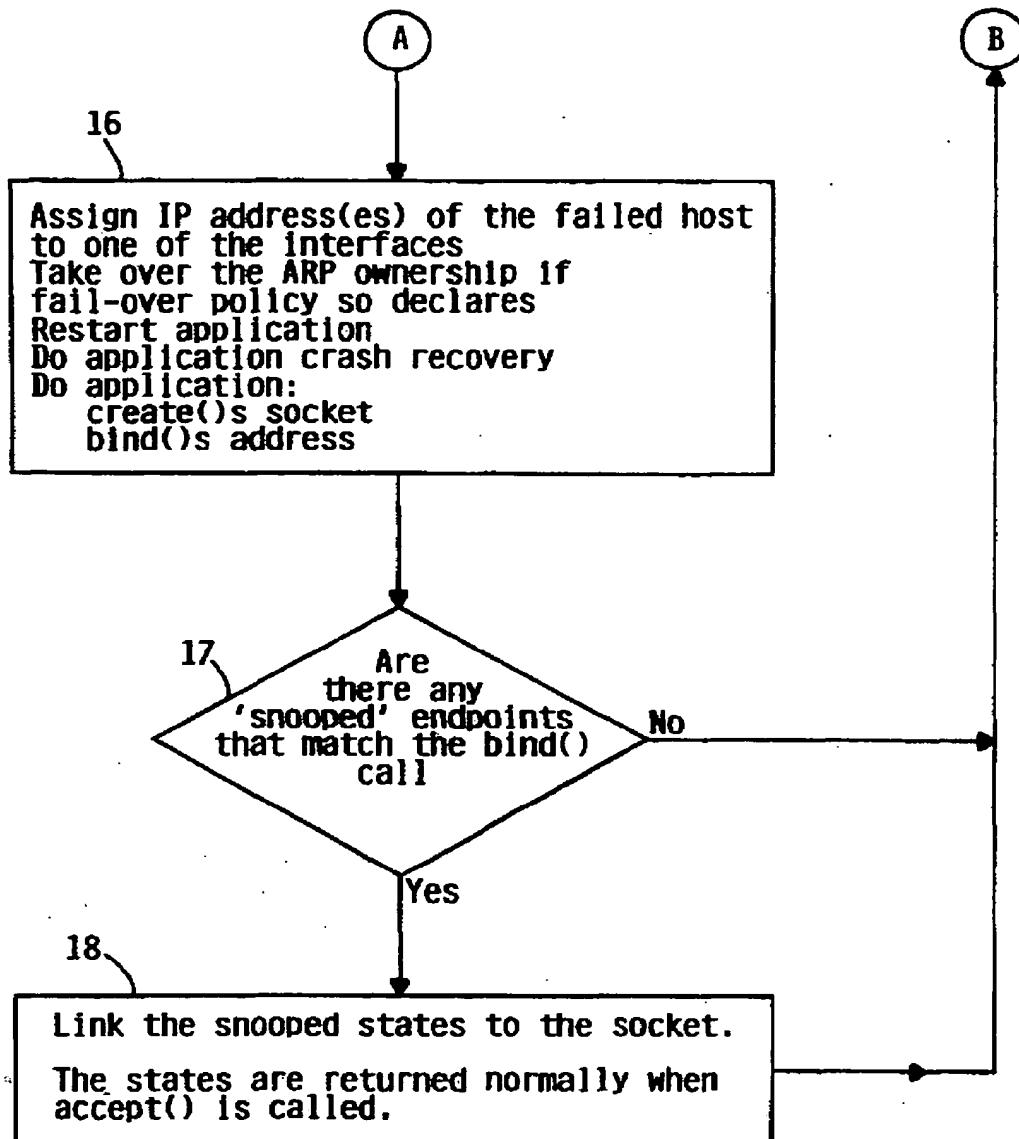 A
B
16
Assign IP address(es) of the failed host
to one of the interfaces
Take over the ARP ownership if
fail-over policy so declares
Restart application
Do application crash recovery
Do application:
create()s socket
bind()s address
17
Are
there any
'snooped' endpoints
that match the bind()
call
No
Yes
18
Link the snooped states to the socket.
The states are returned normally when
accept() is called.